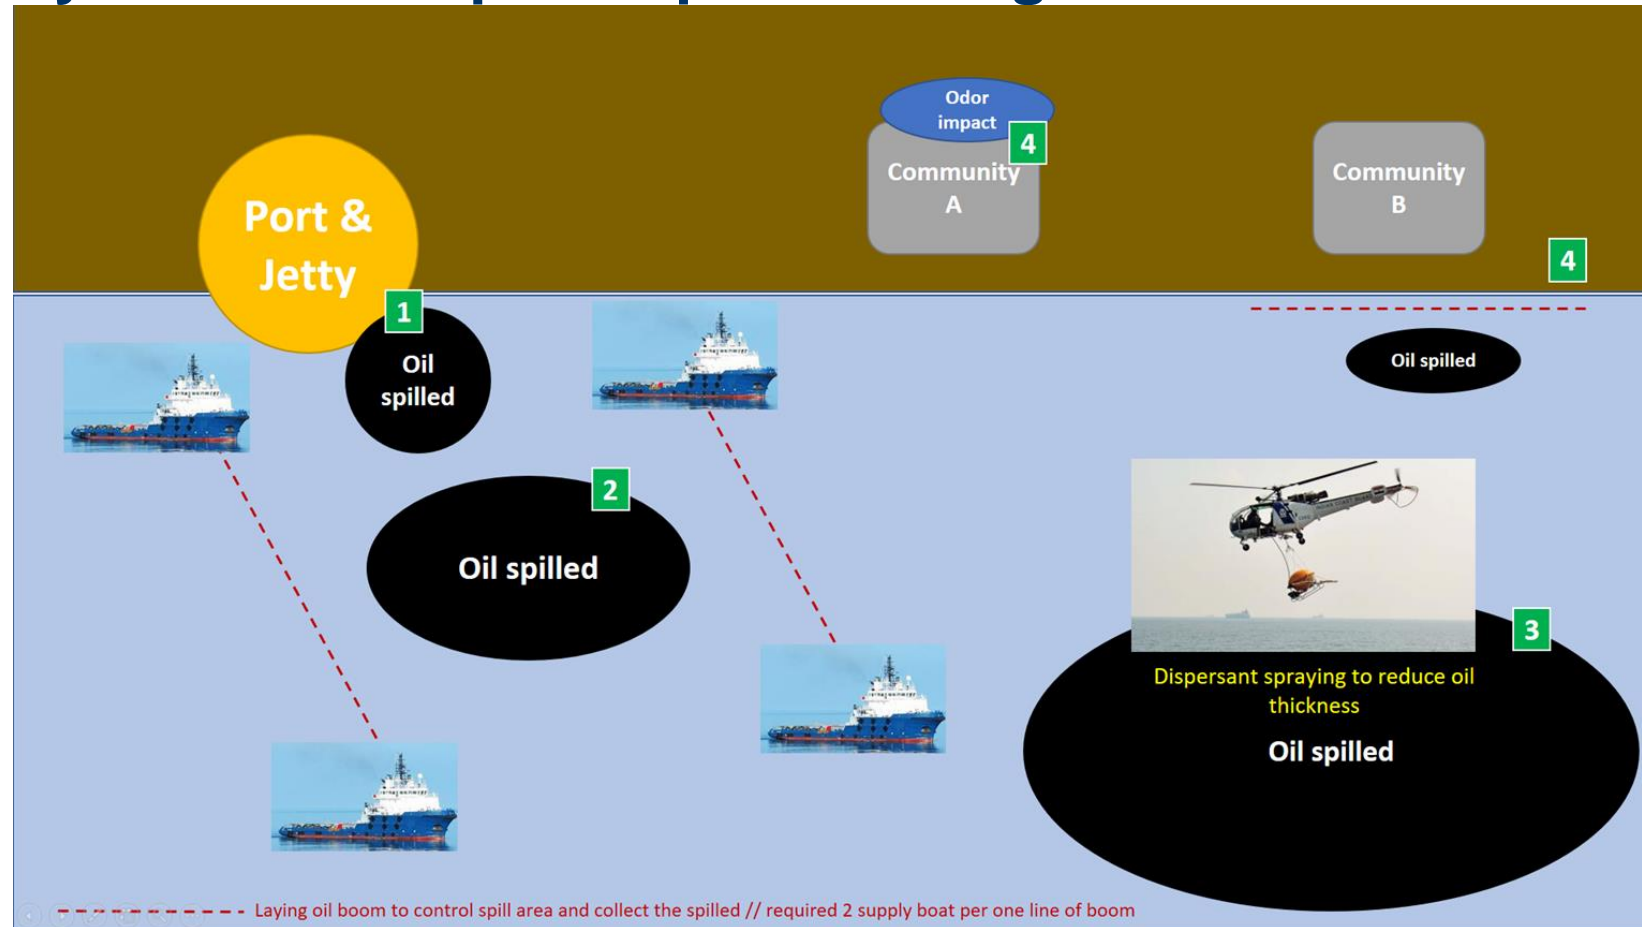 Odor
impact
4
Community
A
Community
B
Port &
Jetty
4
1
Oil
spilled
Oil spilled
2
Oil spilled
3
Dispersant spraying to reduce oil
thickness
Oil spilled
Laying oil boom to control spill area and collect the spilled // required 2 supply boat per one line of boom